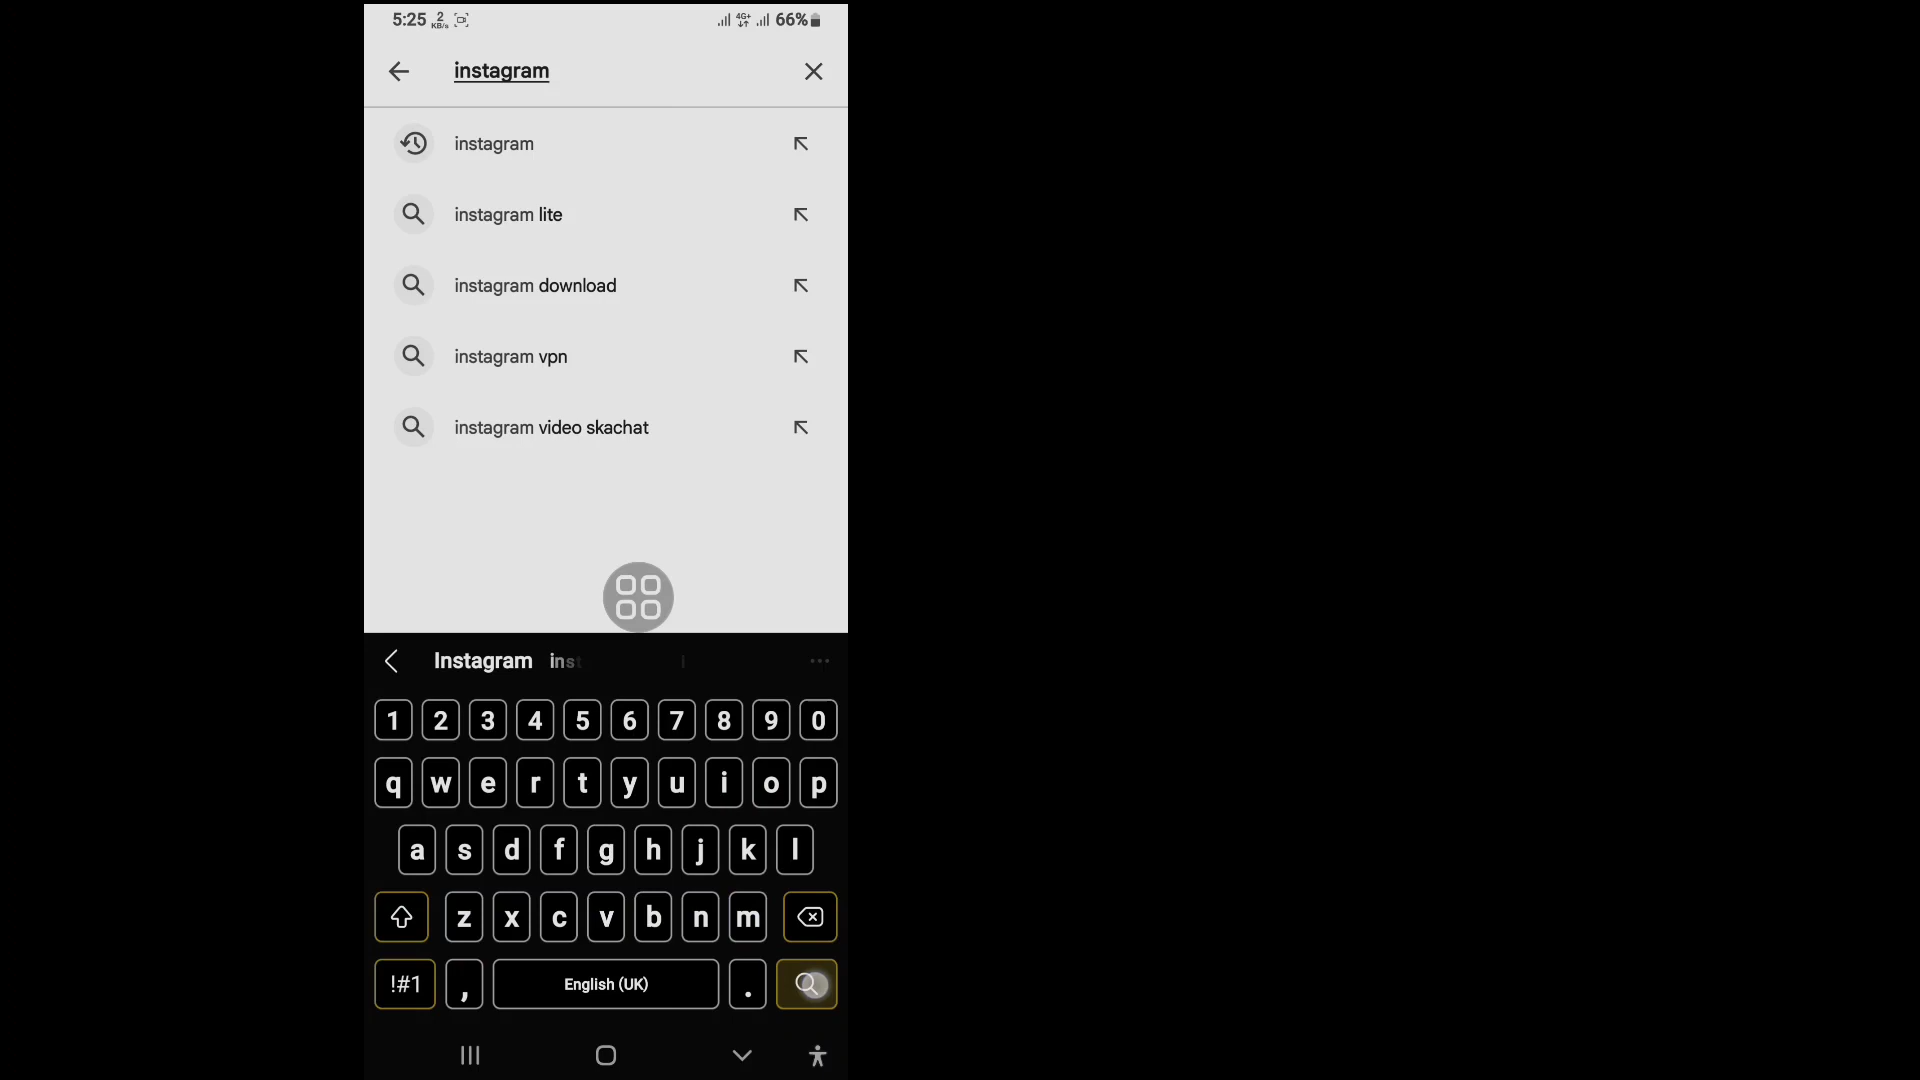 5:25 2 KB/s 4G+ 66%
instagram
instagram
instagram lite
instagram download
instagram vpn
instagram video skachat
Instagram inst
1 2 3 4 5 6 7 8 9 0
q w e r t y u i o p
a s d f g h j k l
z x c v b n m
!#1 , English (UK) .